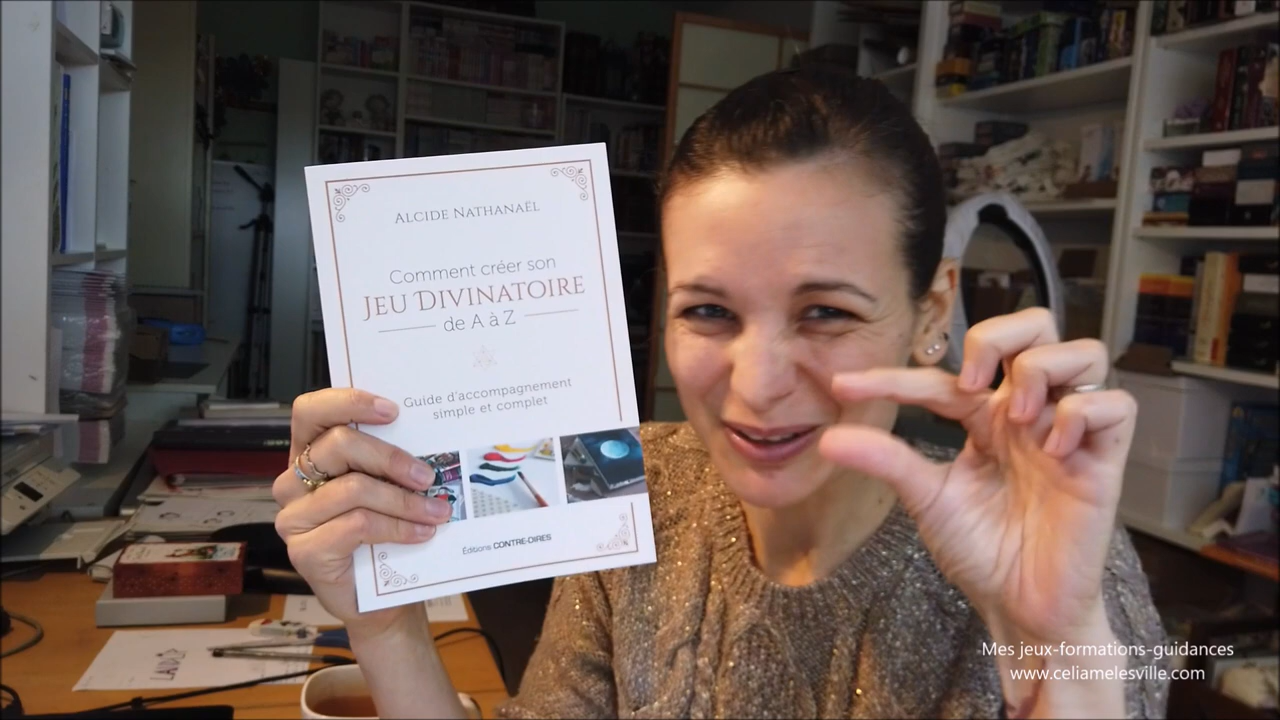 ALCIDE NATHANAËL
Comment créer son
JEU DIVINATOIRE
de A à Z
Guide d'accompagnement
simple et complet
Éditions CONTRE-DIRES
Mes jeux-formations-guidances
www.celiamelesville.com